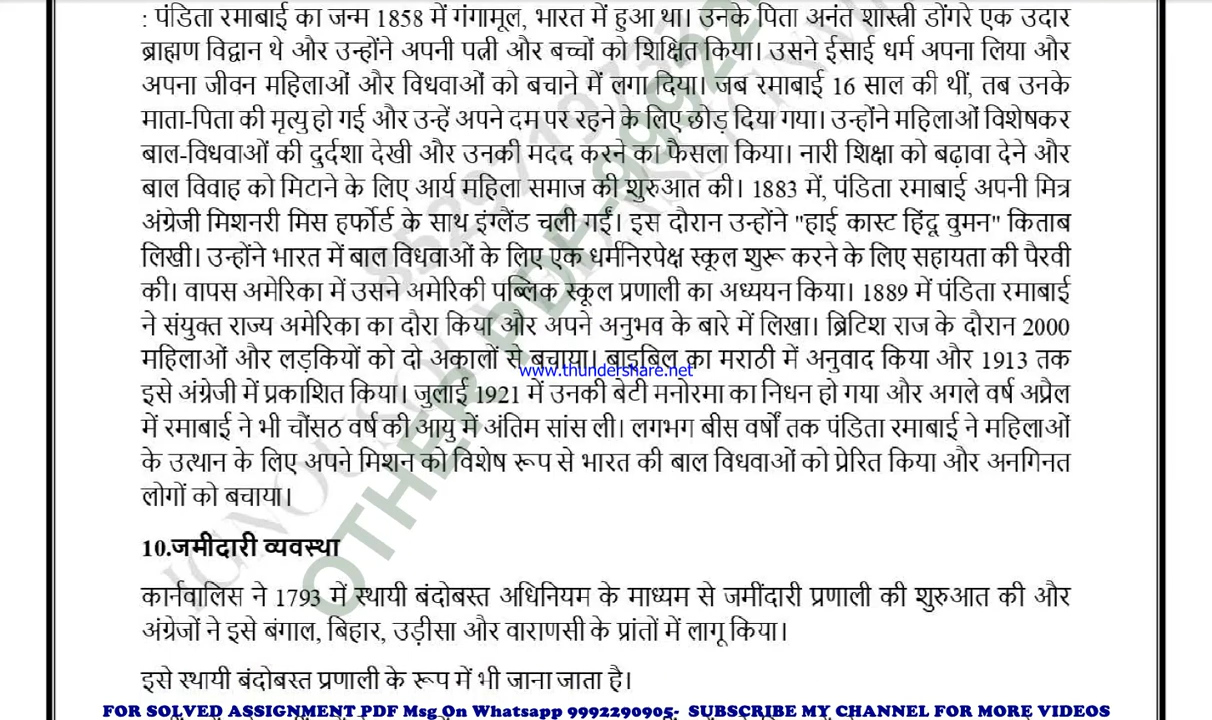 : पंडिता रमाबाई का जन्म 1858 में गंगामूल, भारत में हुआ था। उनके पिता अनंत शास्त्री डोंगरे एक उदार
ब्राह्मण विद्वान थे और उन्होंने अपनी पत्नी और बच्चों को शिक्षित किया। उसने ईसाई धर्म अपना लिया और
अपना जीवन महिलाओं और विधवाओं को बचाने में लगा दिया। जब रमाबाई 16 साल की थीं, तब उनके
माता-पिता की मृत्यु हो गई और उन्हें अपने दम पर रहने के लिए छोड़ दिया गया। उन्होंने महिलाओं विशेषकर
बाल-विधवाओं की दुर्दशा देखी और उनकी मदद करने का फैसला किया। नारी शिक्षा को बढ़ावा देने और
बाल विवाह को मिटाने के लिए आर्य महिला समाज की शुरुआत की। 1883 में, पंडिता रमाबाई अपनी मित्र
अंग्रेजी मिशनरी मिस हर्फोर्ड के साथ इंग्लैंड चली गईं। इस दौरान उन्होंने "हाई कास्ट हिंदू वुमन" किताब
लिखी। उन्होंने भारत में बाल विधवाओं के लिए एक धर्मनिरपेक्ष स्कूल शुरू करने के लिए सहायता की पैरवी
की। वापस अमेरिका में उसने अमेरिकी पब्लिक स्कूल प्रणाली का अध्ययन किया। 1889 में पंडिता रमाबाई
ने संयुक्त राज्य अमेरिका का दौरा किया और अपने अनुभव के बारे में लिखा। ब्रिटिश राज के दौरान 2000
महिलाओं और लड़कियों को दो अकालों से बचाया। बाइबिल का मराठी में अनुवाद किया और 1913 तक
www.thundershare.net
इसे अंग्रेजी में प्रकाशित किया। जुलाई 1921 में उनकी बेटी मनोरमा का निधन हो गया और अगले वर्ष अप्रैल
में रमाबाई ने भी चौंसठ वर्ष की आयु में अंतिम सांस ली। लगभग बीस वर्षों तक पंडिता रमाबाई ने महिलाओं
के उत्थान के लिए अपने मिशन को विशेष रूप से भारत की बाल विधवाओं को प्रेरित किया और अनगिनत
लोगों को बचाया।
10.जमीदारी व्यवस्था
कार्नवालिस ने 1793 में स्थायी बंदोबस्त अधिनियम के माध्यम से जमींदारी प्रणाली की शुरुआत की और
अंग्रेजों ने इसे बंगाल, बिहार, उड़ीसा और वाराणसी के प्रांतों में लागू किया।
इसे स्थायी बंदोबस्त प्रणाली के रूप में भी जाना जाता है।
FOR SOLVED ASSIGNMENT PDF Msg On Whatsapp 9992290905- SUBSCRIBE MY CHANNEL FOR MORE VIDEOS
OTHER PDF-99922